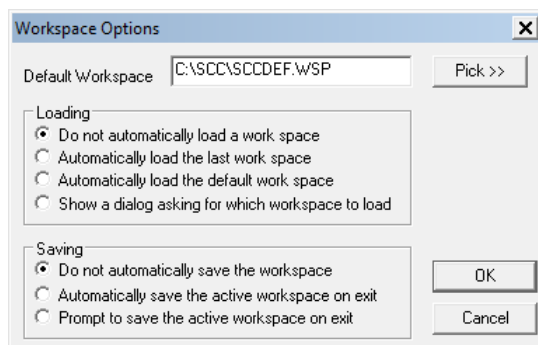 Workspace Options
Default Workspace C:\SCC\SCCDEF.WSP Pick >>
Loading
Do not automatically load a work space
Automatically load the last work space
Automatically load the default work space
Show a dialog asking for which workspace to load
Saving
Do not automatically save the workspace
Automatically save the active workspace on exit
Prompt to save the active workspace on exit
OK
Cancel